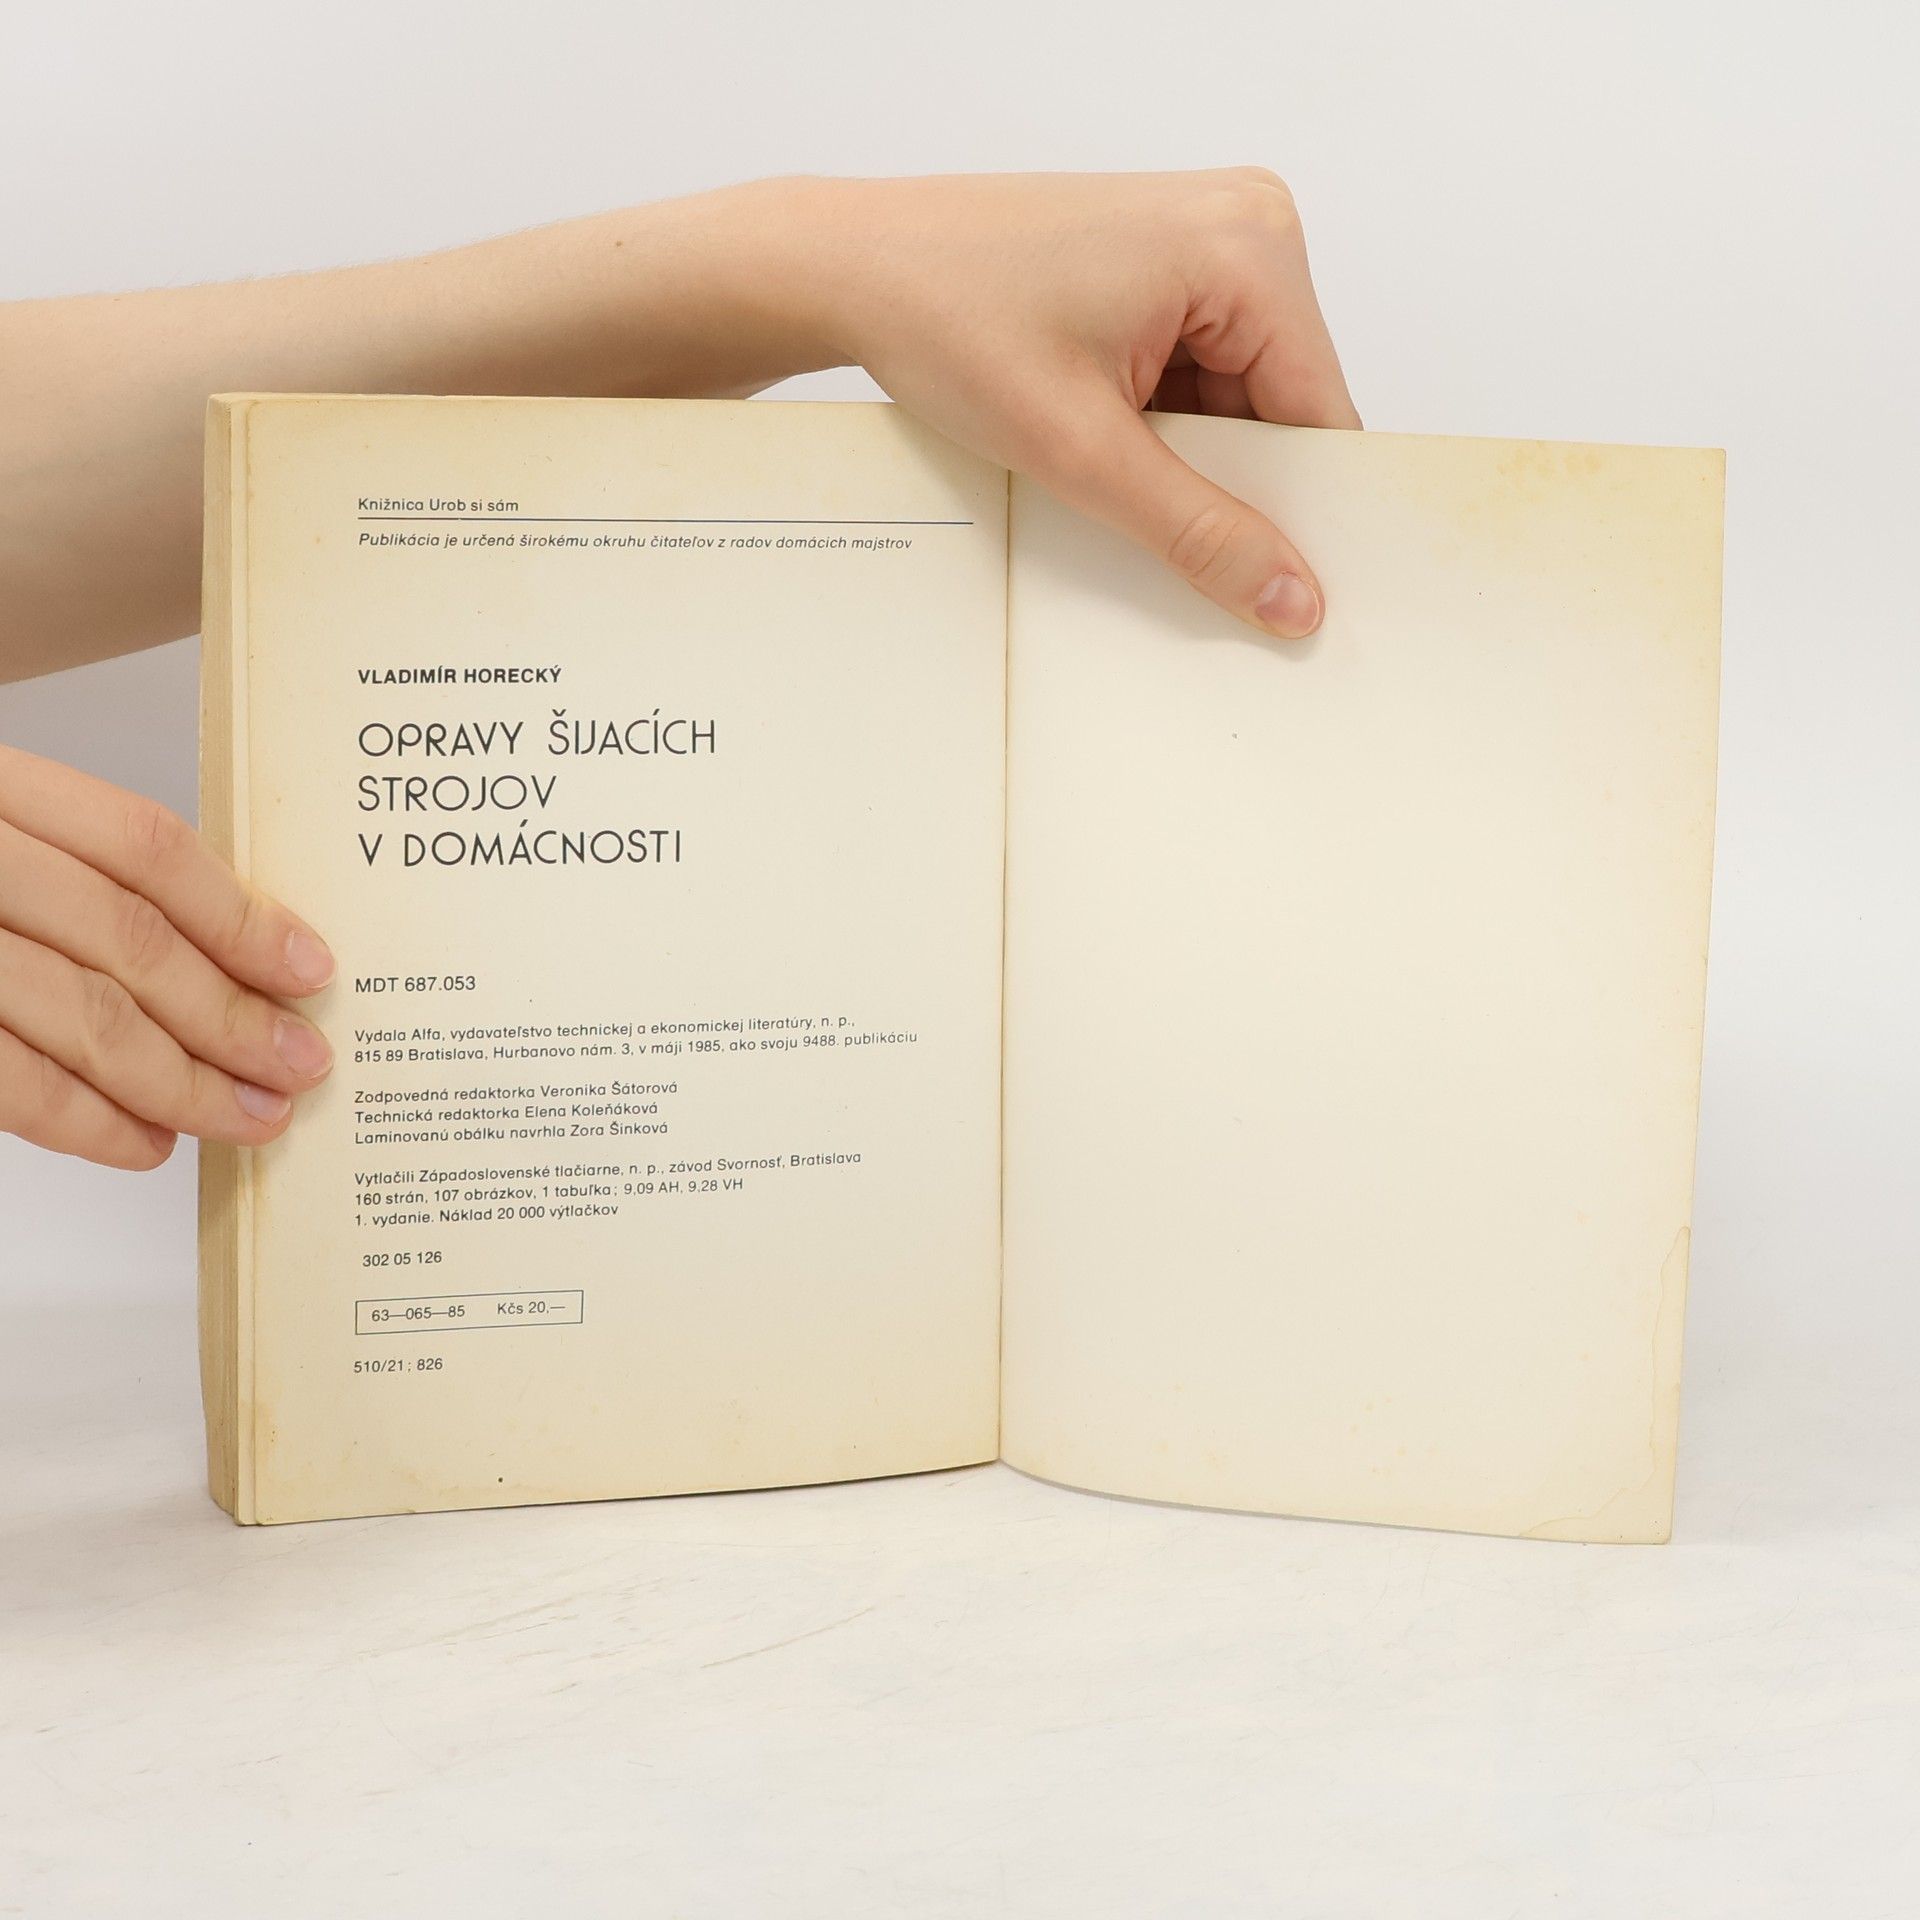 Knižnica Urob si sám
Publikácia je určená širokému okruhu čitateľov z radov domácich majstrov
VLADIMÍR HORECKÝ
OPRAVY ŠIJACÍCH
STROJOV
V DOMÁCNOSTI
MDT 687.053
Vydala Alfa, vydavateľstvo technickej a ekonomickej literatúry, n. p.,
815 89 Bratislava, Hurbanovo nám. 3, v máji 1985, ako svoju 9488. publikáciu
Zodpovedná redaktorka Veronika Šátorová
Technická redaktorka Elena Koleňáková
Laminovanú obálku navrhla Zora Šinková
Vytlačili Západoslovenské tlačiarne, n. p., závod Svornosť, Bratislava
160 strán, 107 obrázkov, 1 tabuľka; 9,09 AH, 9,28 VH
1. vydanie. Náklad 20 000 výtlačkov
302 05 126
63—065—85 Kčs 20,—
510/21; 826